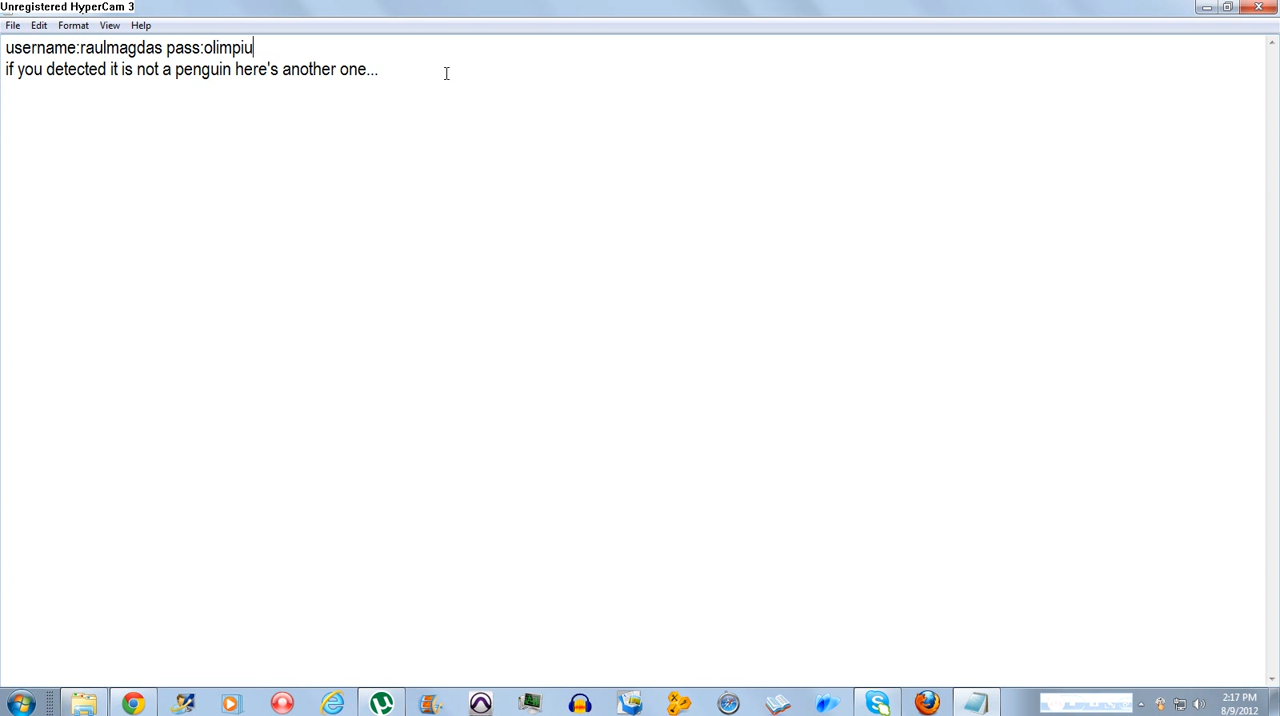 Unregistered HyperCam 3
File Edit Format View Help
username:raulmagdas pass:olimpiu
if you detected it is not a penguin here's another one...
2:17 PM
8/9/2012